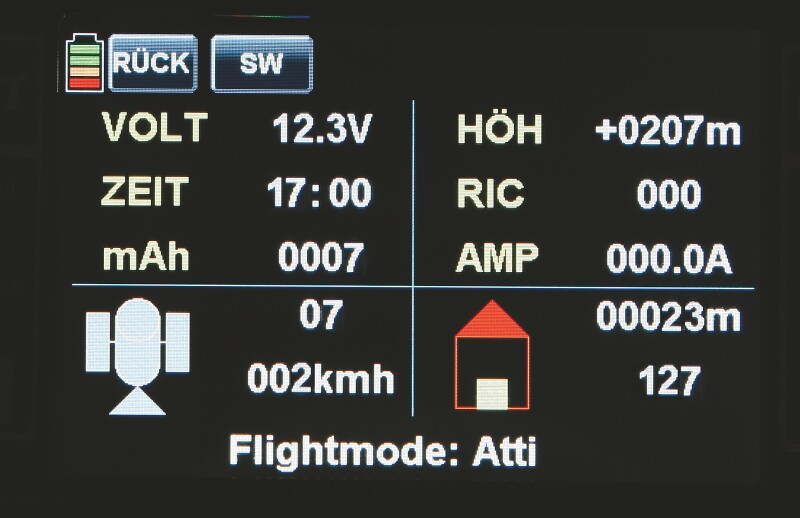 RÜCK SW
VOLT 12.3V HÖH +0207m
ZEIT 17:00 RIC 000
mAh 0007 AMP 000.0A
07 00023m
002kmh 127
Flightmode: Atti